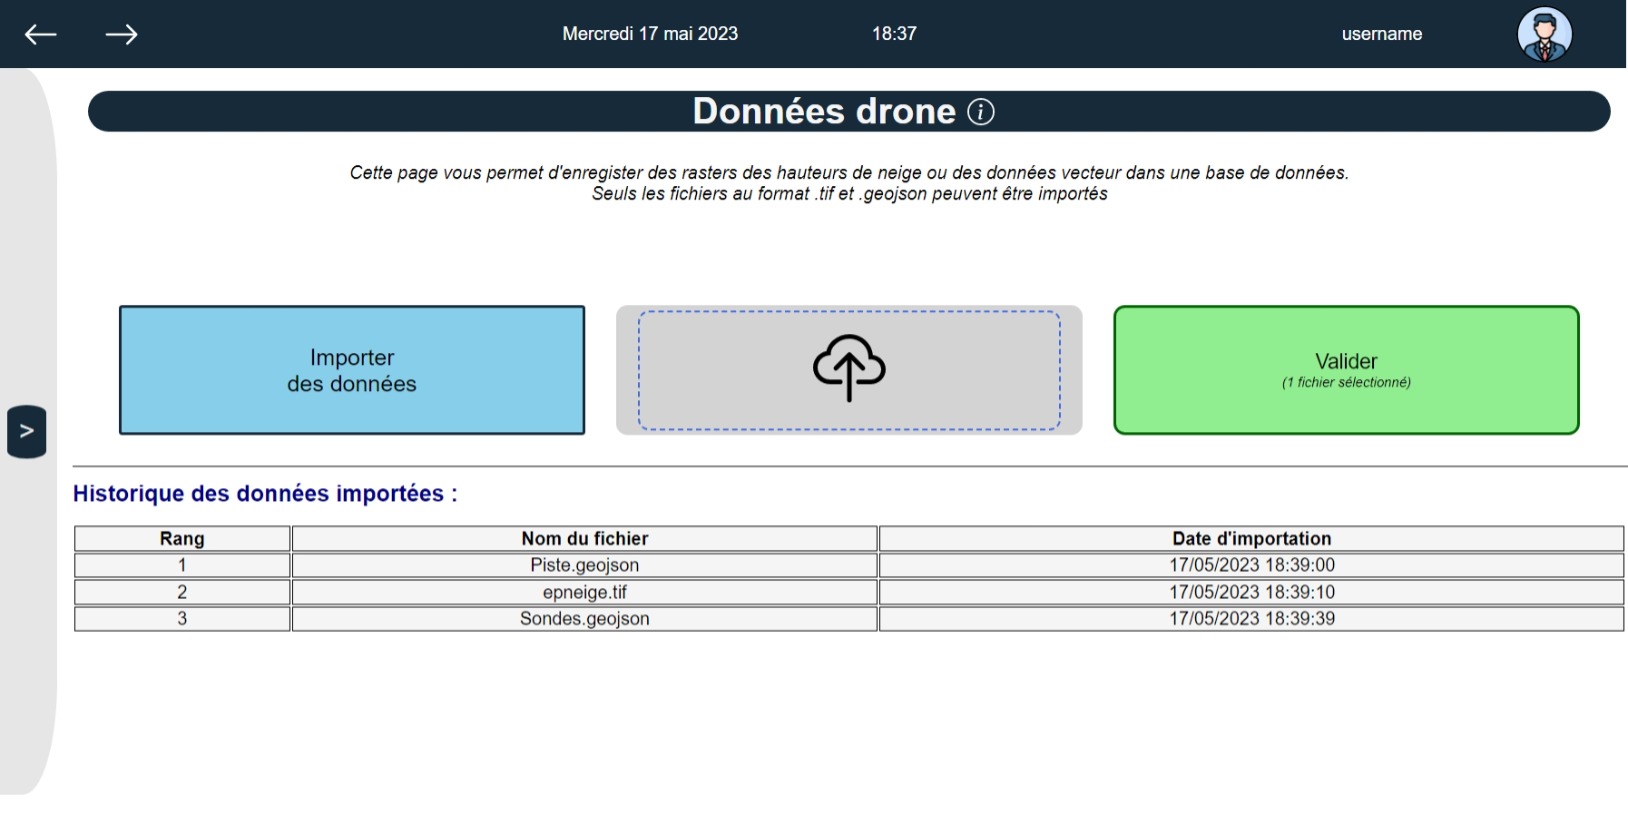 Mercredi 17 mai 2023 18:37 username
Données drone i
Cette page vous permet d'enregister des rasters des hauteurs de neige ou des données vecteur dans une base de données.
Seuls les fichiers au format .tif et .geojson peuvent être importés
Importer
des données
Valider
(1 fichier sélectionné)
>
Historique des données importées :
Rang Nom du fichier Date d'importation
1 Piste.geojson 17/05/2023 18:39:00
2 epneige.tif 17/05/2023 18:39:10
3 Sondes.geojson 17/05/2023 18:39:39